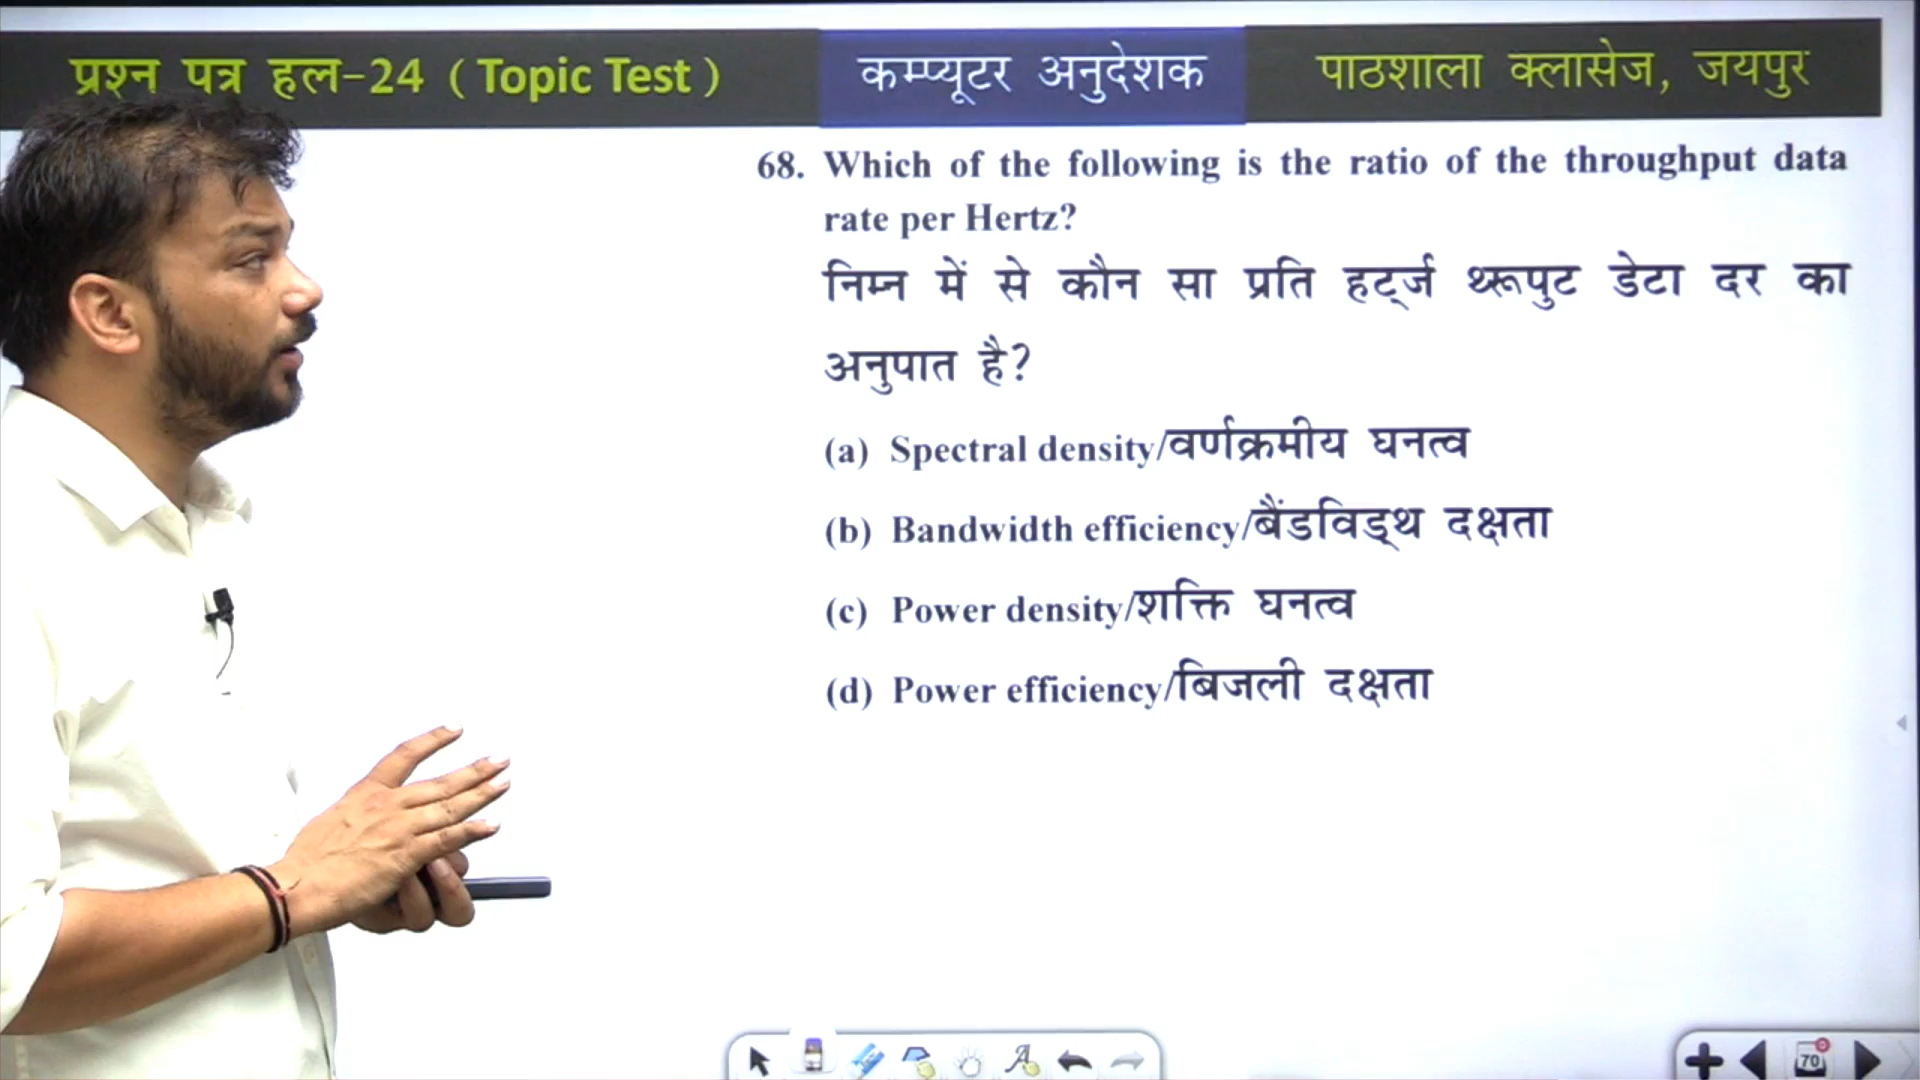 प्रश्न पत्र हल-24 ( Topic Test )
कम्प्यूटर अनुदेशक
पाठशाला क्लासेज, जयपुर
68. Which of the following is the ratio of the throughput data
rate per Hertz?
निम्न में से कौन सा प्रति हर्ट्ज थ्रूपुट डेटा दर का
अनुपात है?
(a) Spectral density/वर्णक्रमीय घनत्व
(b) Bandwidth efficiency/बैंडविड्थ दक्षता
(c) Power density/शक्ति घनत्व
(d) Power efficiency/बिजली दक्षता
70